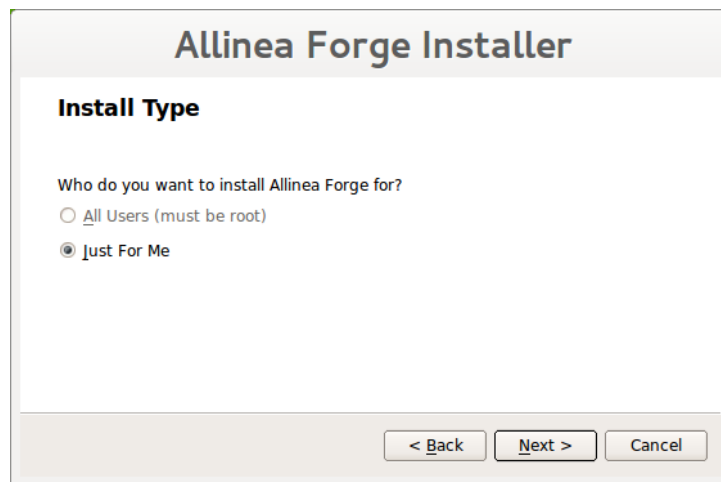 Allinea Forge Installer
Install Type
Who do you want to install Allinea Forge for?
All Users (must be root)
Just For Me
< Back Next > Cancel